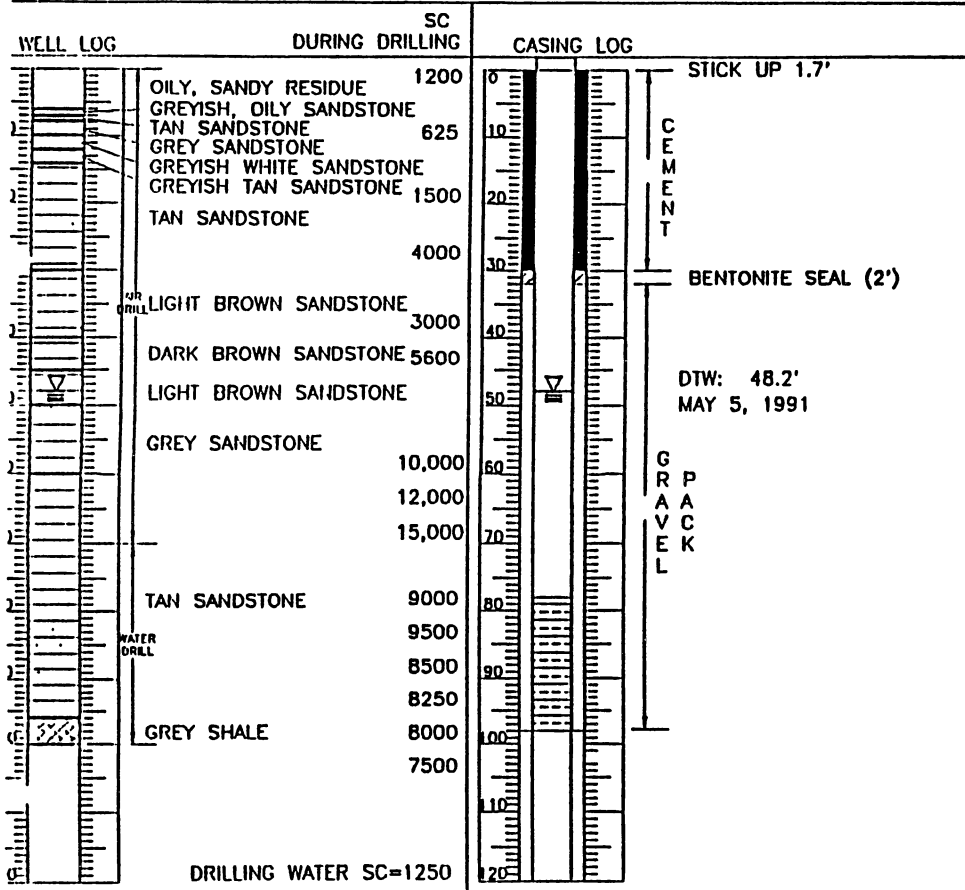 WELL LOG
SC
DURING DRILLING
OILY, SANDY RESIDUE
1200
GREYISH, OILY SANDSTONE
TAN SANDSTONE
625
GREY SANDSTONE
GREYISH WHITE SANDSTONE
GREYISH TAN SANDSTONE
1500
TAN SANDSTONE
4000
AIR
DRILL
LIGHT BROWN SANDSTONE
3000
DARK BROWN SANDSTONE
5600
LIGHT BROWN SANDSTONE
GREY SANDSTONE
10,000
12,000
15,000
TAN SANDSTONE
9000
9500
WATER
DRILL
8500
8250
GREY SHALE
8000
7500
DRILLING WATER SC=1250
CASING LOG
STICK UP 1.7'
0
10
20
30
40
50
60
70
80
90
100
110
120
CEMENT
BENTONITE SEAL (2')
DTW: 48.2'
MAY 5, 1991
GRAVEL
PACK